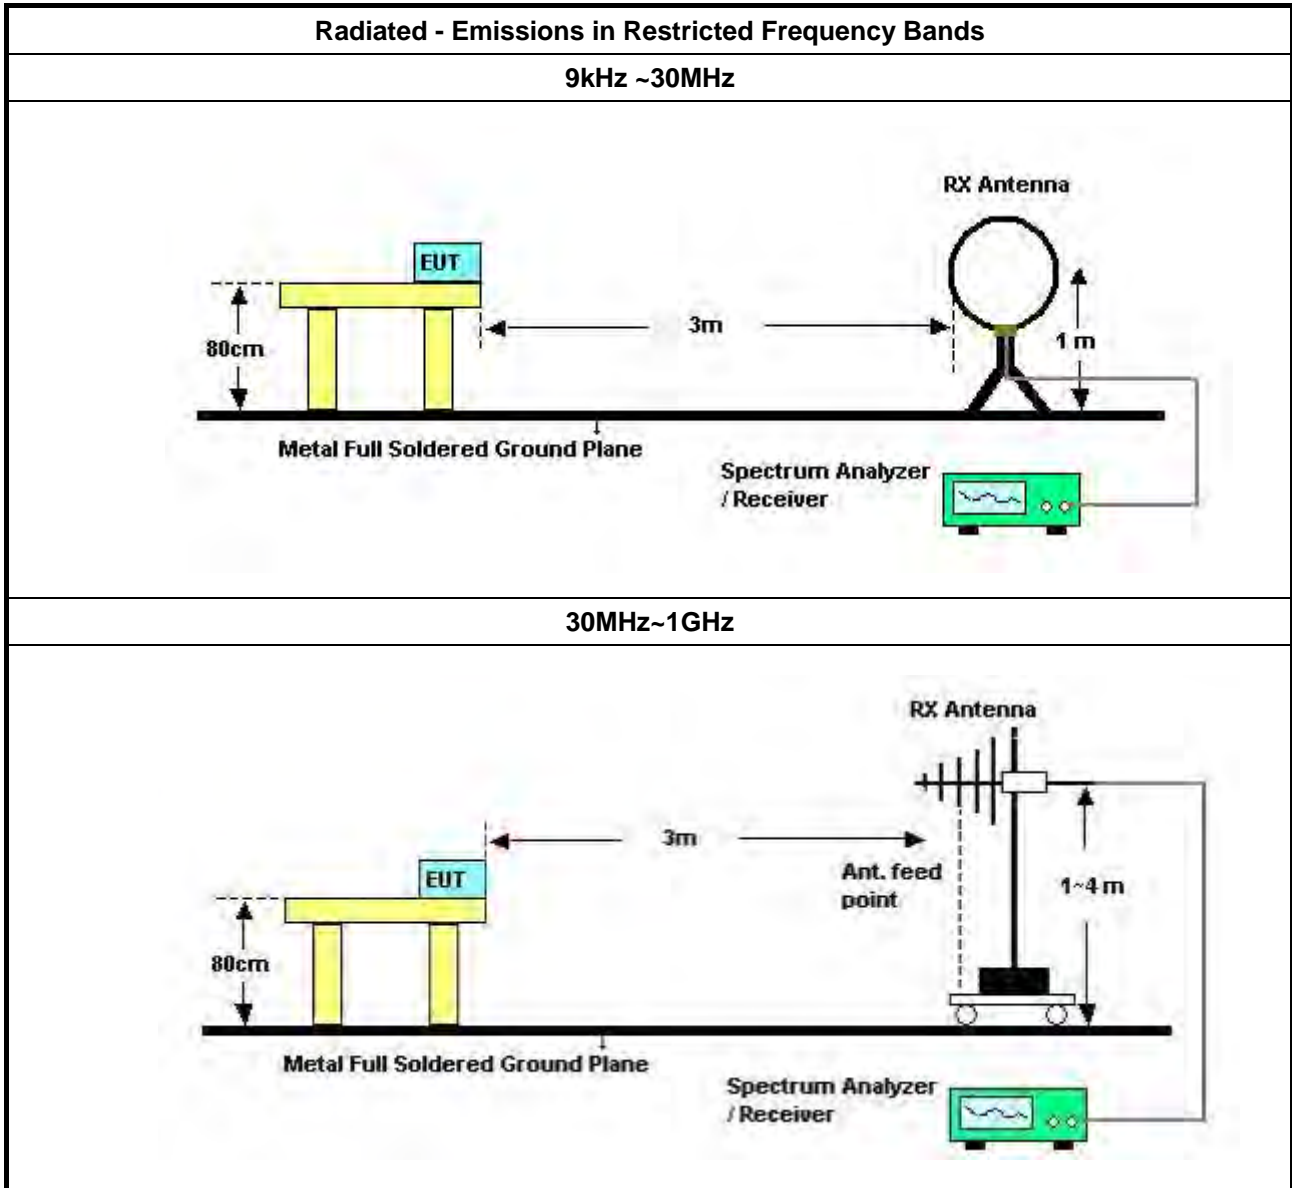 Radiated - Emissions in Restricted Frequency Bands
9kHz ~30MHz
RX Antenna
EUT
3m
80cm
1 m
Metal Full Soldered Ground Plane
Spectrum Analyzer
/ Receiver
30MHz~1GHz
RX Antenna
3m
EUT
Ant. feed
point
1~4 m
80cm
Metal Full Soldered Ground Plane
Spectrum Analyzer
/ Receiver